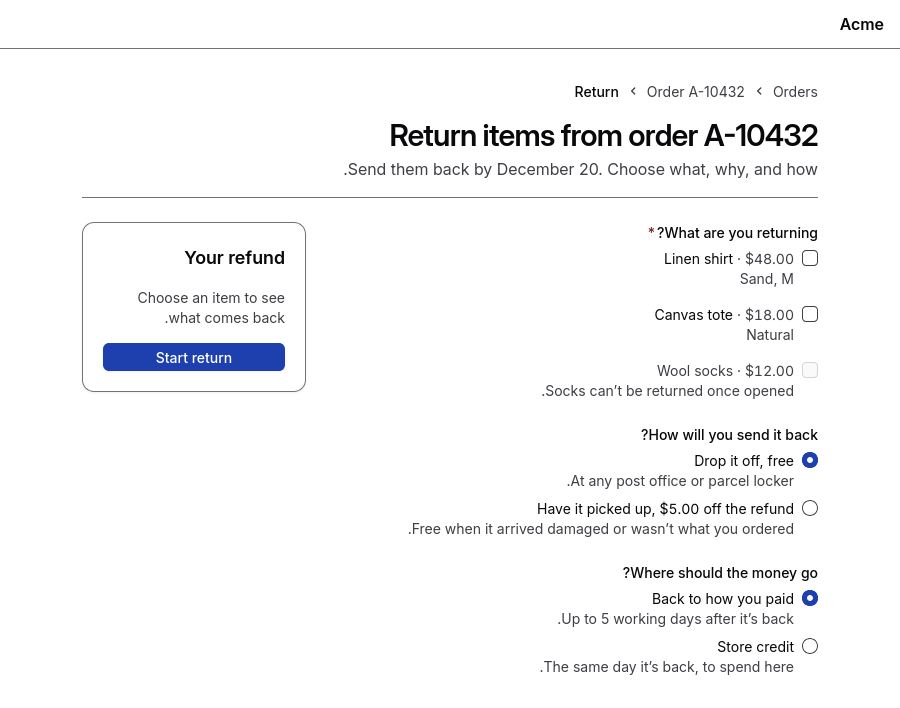 Acme
Orders › Order A-10432 › Return
Return items from order A-10432
Send them back by December 20. Choose what, why, and how.
What are you returning?*
Linen shirt · $48.00
Sand, M
Canvas tote · $18.00
Natural
Wool socks · $12.00
Socks can’t be returned once opened.
How will you send it back?
Drop it off, free
At any post office or parcel locker.
Have it picked up, $5.00 off the refund
Free when it arrived damaged or wasn’t what you ordered.
Where should the money go?
Back to how you paid
Up to 5 working days after it’s back.
Store credit
The same day it’s back, to spend here.
Your refund
Choose an item to see
what comes back.
Start return